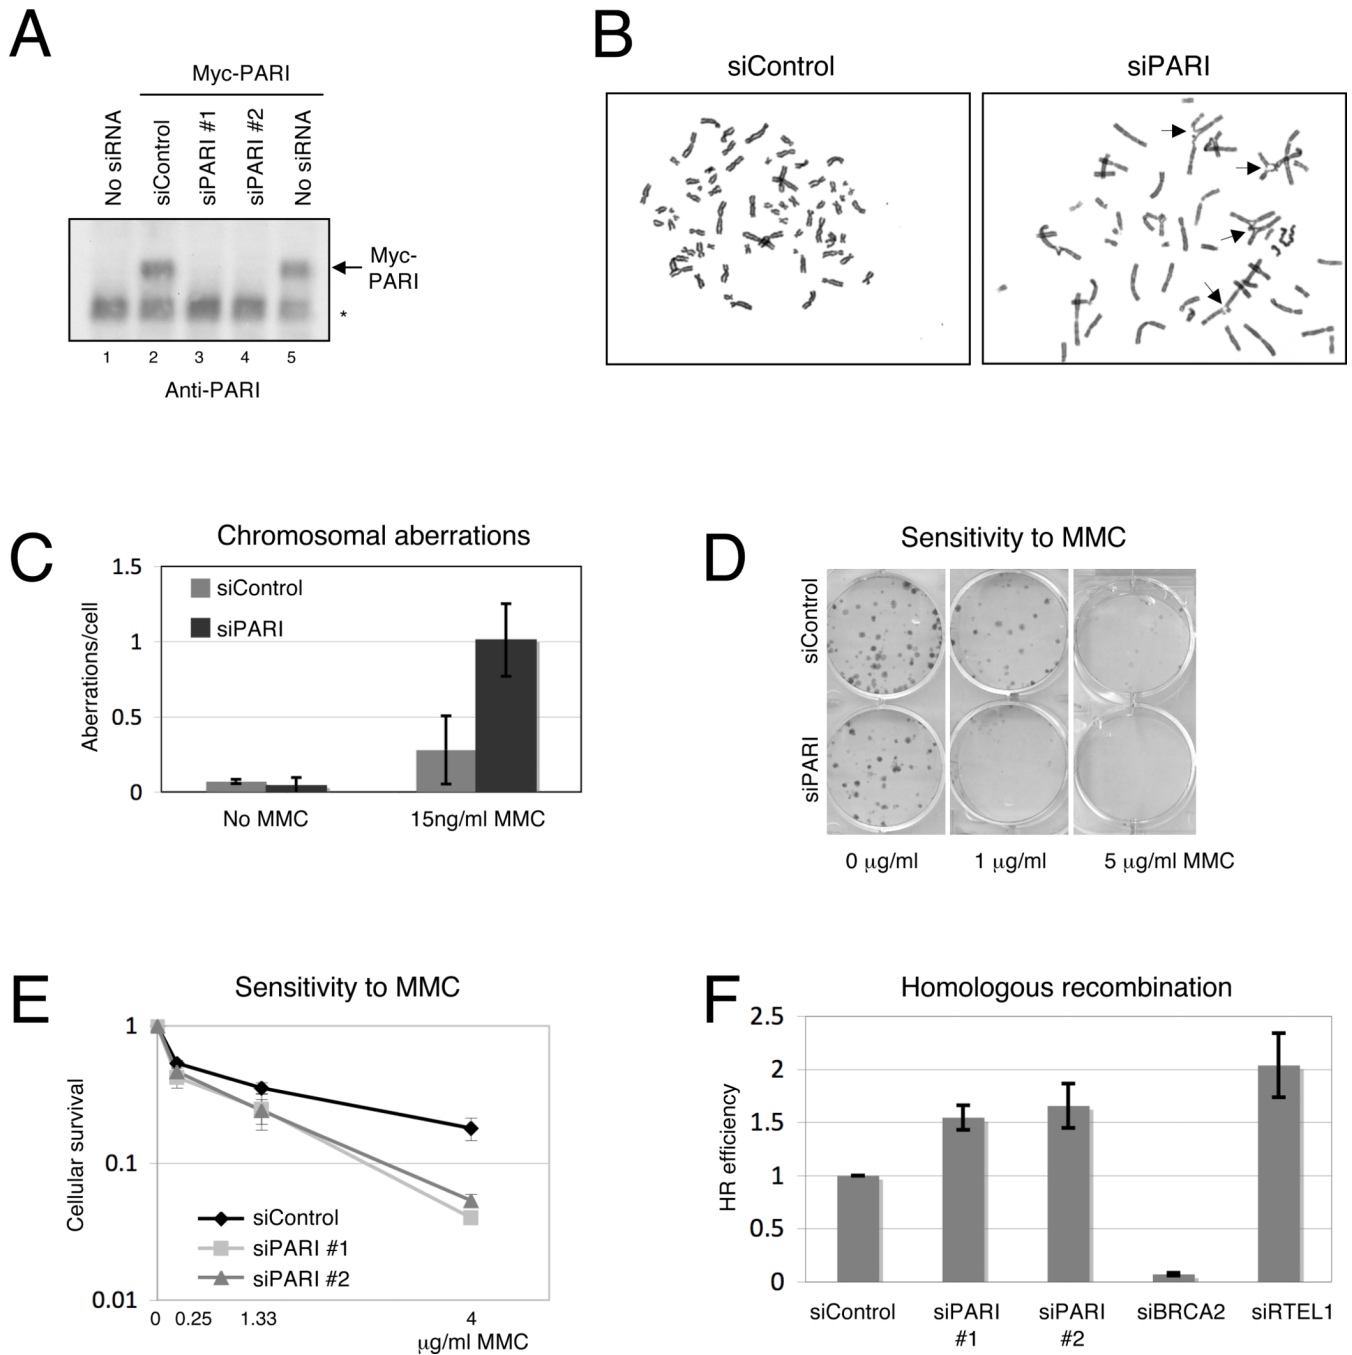 A
Myc-PARI
No siRNA
siControl
siPARI #1
siPARI #2
No siRNA
Myc-
PARI
*
1 2 3 4 5
Anti-PARI
B
siControl
siPARI
C
Chromosomal aberrations
Aberrations/cell
1.5
1
0.5
0
siControl
siPARI
No MMC
15ng/ml MMC
D
Sensitivity to MMC
siControl
siPARI
0 μg/ml
1 μg/ml
5 μg/ml MMC
E
Sensitivity to MMC
Cellular survival
1
0.1
0.01
siControl
siPARI #1
siPARI #2
0 0.25 1.33 4
μg/ml MMC
F
Homologous recombination
HR efficiency
2.5
2
1.5
1
0.5
0
siControl
siPARI
#1
siPARI
#2
siBRCA2
siRTEL1